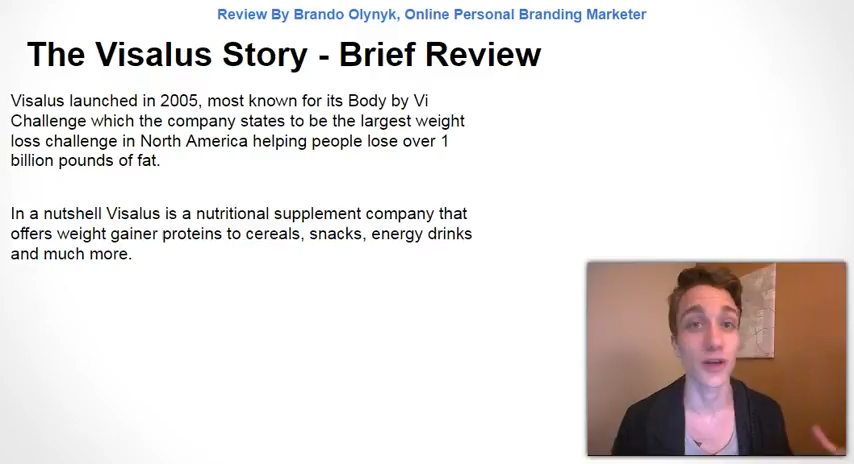 Review By Brando Olynyk, Online Personal Branding Marketer
The Visalus Story - Brief Review
Visalus launched in 2005, most known for its Body by Vi
Challenge which the company states to be the largest weight
loss challenge in North America helping people lose over 1
billion pounds of fat.
In a nutshell Visalus is a nutritional supplement company that
offers weight gainer proteins to cereals, snacks, energy drinks
and much more.